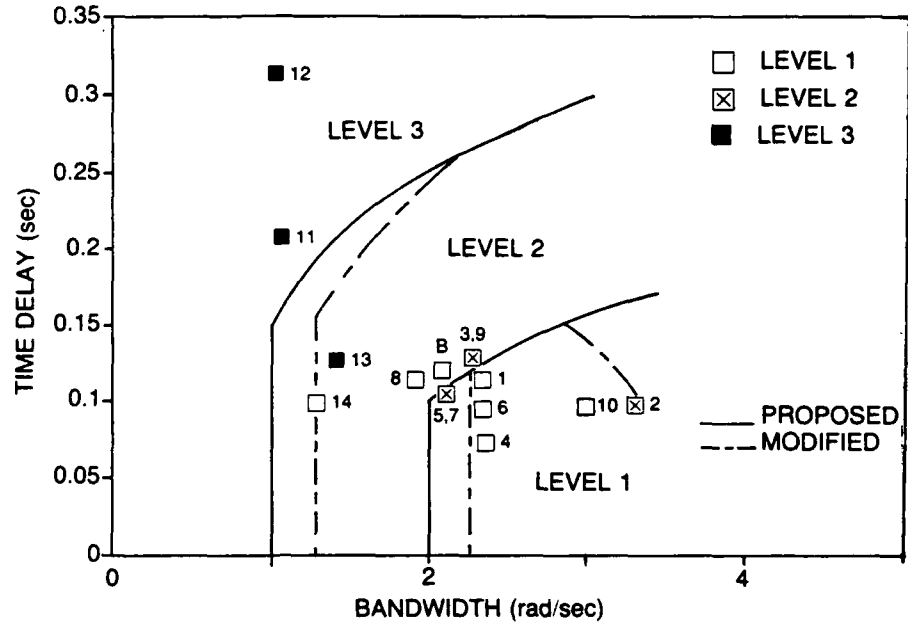 0.35
0.3
0.25
0.2
0.15
0.1
0.05
0
TIME DELAY (sec)
12
LEVEL 3
LEVEL 1
LEVEL 2
LEVEL 3
11
LEVEL 2
B
3,9
13
8
1
14
5,7
6
10
2
4
PROPOSED
MODIFIED
LEVEL 1
0
2
4
BANDWIDTH (rad/sec)